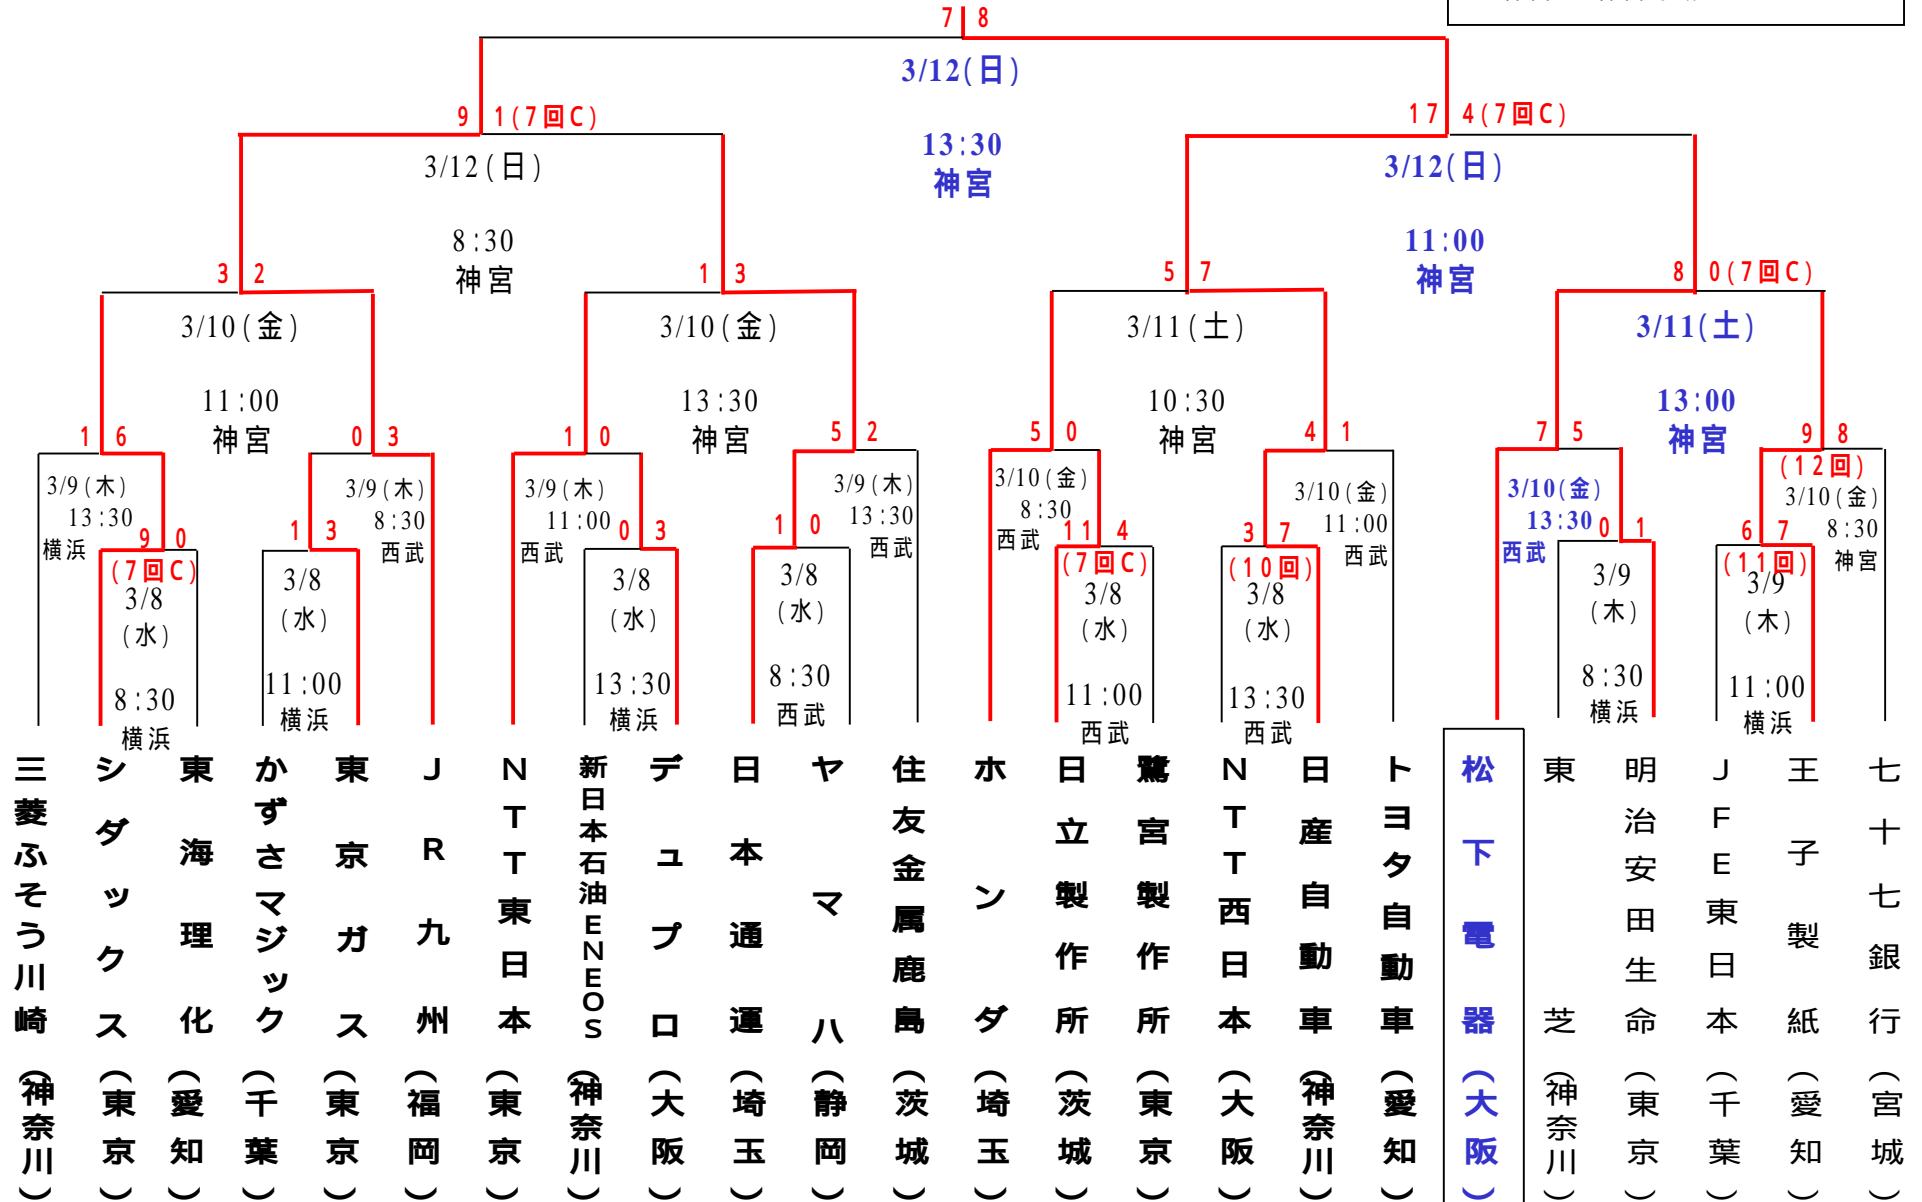 7 8
3/12(日)
13:30
神宮
9 1(7回C)
3/12(日)
8:30
神宮
17 4(7回C)
3/12(日)
11:00
神宮
3 2
3/10(金)
11:00
神宮
1 3
3/10(金)
13:30
神宮
5 7
3/11(土)
10:30
神宮
8 0(7回C)
3/11(土)
13:00
神宮
1 6
3/9(木)
13:30
横浜
0 3
3/9(木)
8:30
西武
1 0
3/9(木)
11:00
西武
5 2
3/9(木)
13:30
西武
5 0
3/10(金)
8:30
西武
4 1
3/10(金)
11:00
西武
7 5
3/10(金)
13:30
西武
9 8
(12回)
3/10(金)
8:30
神宮
9 0
(7回C)
3/8
(水)
8:30
横浜
1 3
3/8
(水)
11:00
横浜
0 3
3/8
(水)
13:30
横浜
1 0
3/8
(水)
8:30
西武
11 4
(7回C)
3/8
(水)
11:00
西武
3 7
(10回)
3/8
(水)
13:30
西武
0 1
3/9
(木)
8:30
横浜
6 7
(11回)
3/9
(木)
11:00
横浜
三菱ふそう川崎(神奈川)
シダックス(東京)
東海理化(愛知)
かずさマジック(千葉)
東京ガス(東京)
JR九州(福岡)
NTT東日本(東京)
新日本石油ENEOS(神奈川)
デュプロ(大阪)
日本通運(埼玉)
ヤマハ(静岡)
住友金属鹿島(茨城)
ホンダ(埼玉)
日立製作所(茨城)
鷺宮製作所(東京)
NTT西日本(大阪)
日産自動車(神奈川)
トヨタ自動車(愛知)
松下電器(大阪)
東芝(神奈川)
明治安田生命(東京)
JFE東日本(千葉)
王子製紙(愛知)
七十七銀行(宮城)